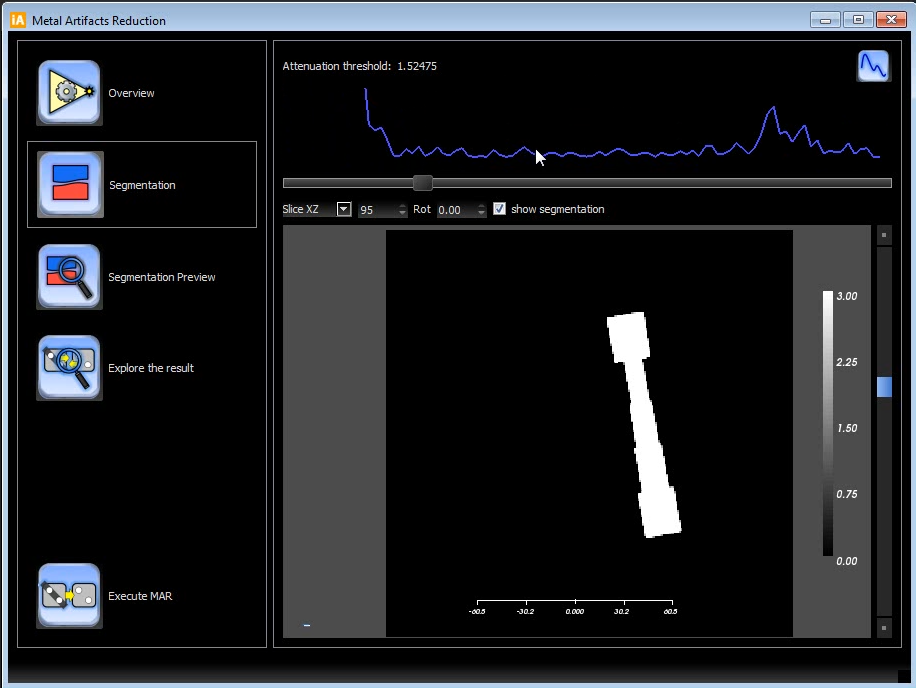 iA Metal Artifacts Reduction
Overview
Segmentation
Segmentation Preview
Explore the result
Execute MAR
Attenuation threshold: 1.52475
Slice XZ 95 Rot 0.00 show segmentation
3.00
2.25
1.50
0.75
0.00
-60.5 -30.2 0.000 30.2 60.5